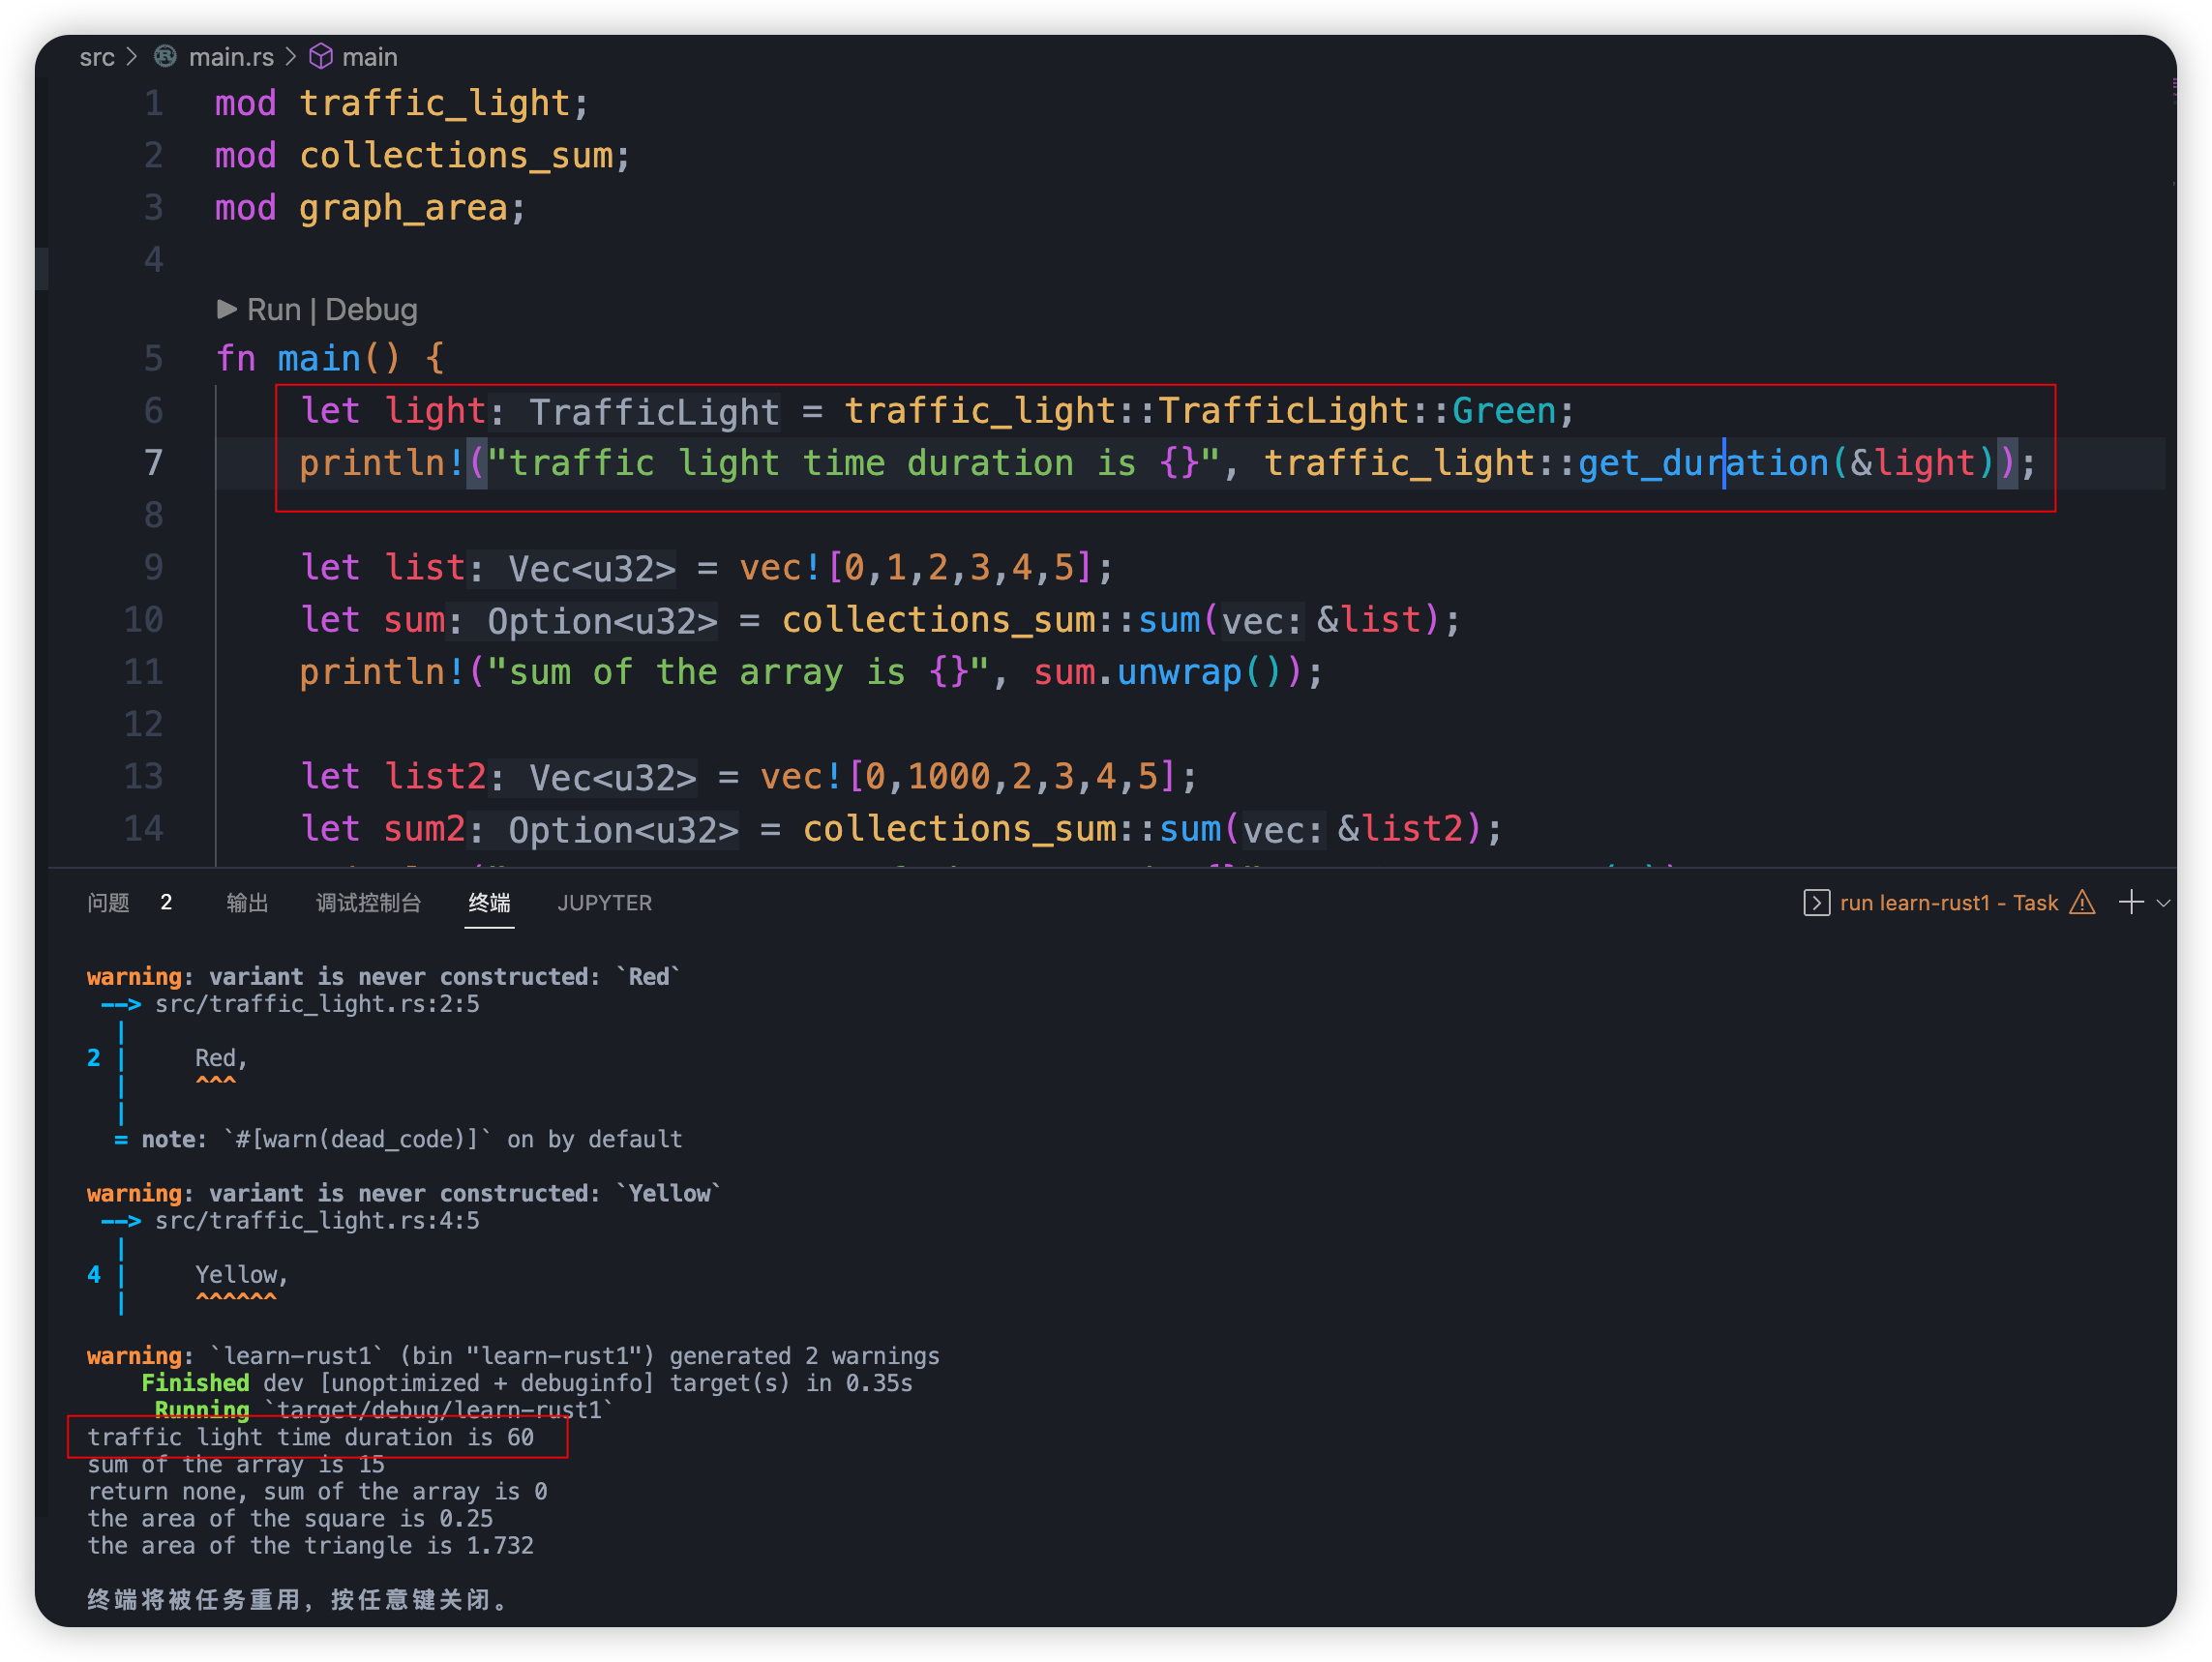 src > main.rs > main
1 mod traffic_light;
2 mod collections_sum;
3 mod graph_area;
4
Run | Debug
5 fn main() {
6 let light: TrafficLight = traffic_light::TrafficLight::Green;
7 println!("traffic light time duration is {}", traffic_light::get_duration(&light));
8
9 let list: Vec<u32> = vec![0,1,2,3,4,5];
10 let sum: Option<u32> = collections_sum::sum(vec: &list);
11 println!("sum of the array is {}", sum.unwrap());
12
13 let list2: Vec<u32> = vec![0,1000,2,3,4,5];
14 let sum2: Option<u32> = collections_sum::sum(vec: &list2);
问题 2 输出 调试控制台 终端 JUPYTER run learn-rust1 - Task
warning: variant is never constructed: `Red`
--> src/traffic_light.rs:2:5
|
2 | Red,
| ^^^
|
= note: `#[warn(dead_code)]` on by default
warning: variant is never constructed: `Yellow`
--> src/traffic_light.rs:4:5
|
4 | Yellow,
| ^^^^^^
warning: `learn-rust1` (bin "learn-rust1") generated 2 warnings
Finished dev [unoptimized + debuginfo] target(s) in 0.35s
Running `target/debug/learn-rust1`
traffic light time duration is 60
sum of the array is 15
return none, sum of the array is 0
the area of the square is 0.25
the area of the triangle is 1.732
终端将被任务重用，按任意键关闭。